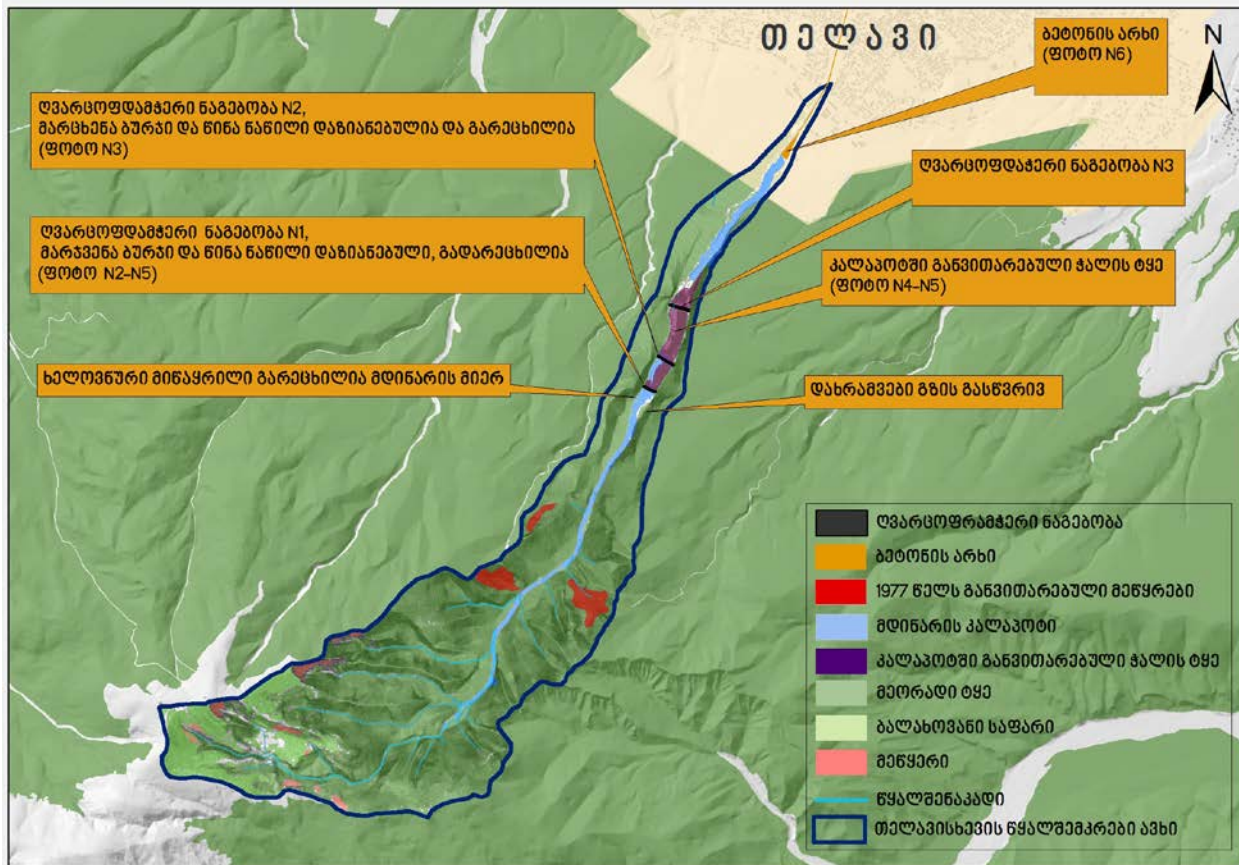 თელავი
N
ბეტონის არხი
(ფოტო N6)
ღვარცოფდამჭერი ნაგებობა N2,
მარცხენა ბურჯი და წინა ნაწილი დაზიანებულია და გარეცხილია
(ფოტო N3)
ღვარცოფდაჭერი ნაგებობა N3
ღვარცოფდამჭერი ნაგებობა N1,
მარჯვენა ბურჯი და წინა ნაწილი დაზიანებული, გადარეცხილია
(ფოტო N2-N5)
კალაპოტში განვითარებული ჭალის ტყე
(ფოტო N4-N5)
ხელოვნური მიწაყრილი გარეცხილია მდინარის მიერ
დახრამვები გზის გასწვრივ
ღვარცოფრამჭერი ნაგებობა
ბეტონის არხი
1977 წელს განვითარებული მეწყრები
მდინარის კალაპოტი
კალაპოტში განვითარებული ჭალის ტყე
მეორადი ტყე
ბალახოვანი საფარი
მეწყერი
წყალშენაკადი
თელავისხევის წყალშემკრები აუზი